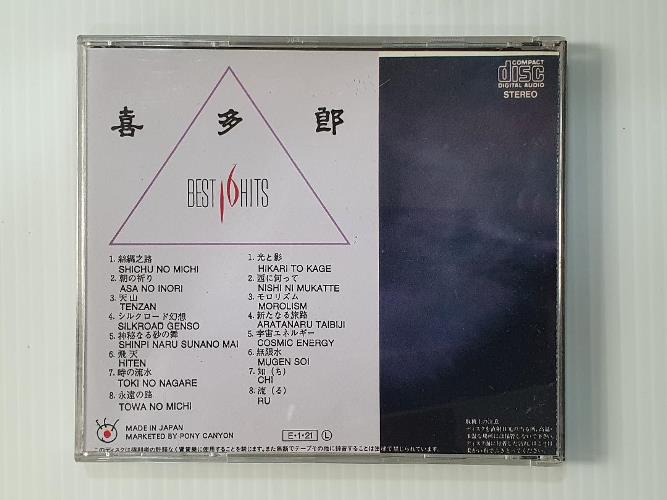 COMPACT
disc
DIGITAL AUDIO
STEREO
喜多郎
BEST 16 HITS
1. 絲綢之路
SHICHU NO MICHI
2. 朝の祈り
ASA NO INORI
3. 天山
TENZAN
4. シルクロード幻想
SILKROAD GENSO
5. 神秘なる砂の舞
SHINPI NARU SUNANO MAI
6. 飛天
HITEN
7. 時の流水
TOKI NO NAGARE
8. 永遠の路
TOWA NO MICHI
1. 光と影
HIKARI TO KAGE
2. 西に向って
NISHI NI MUKATTE
3. モロリズム
MOROLISM
4. 新たなる旅路
ARATANARU TAIBIJI
5. 宇宙エネルギー
COSMIC ENERGY
6. 無限水
MUGEN SOI
7. 知(ち)
CHI
8. 流(る)
RU
MADE IN JAPAN
MARKETED BY PONY CANYON
E•1•21 L